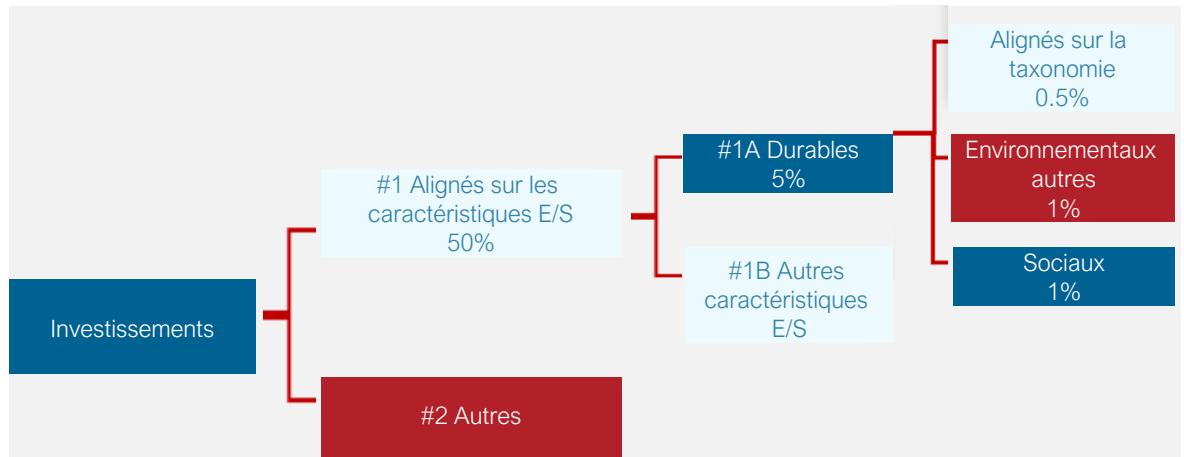 Investissements
#1 Alignés sur les
caractéristiques E/S
50%
#2 Autres
#1A Durables
5%
#1B Autres
caractéristiques
E/S
Alignés sur la
taxonomie
0.5%
Environnementaux
autres
1%
Sociaux
1%